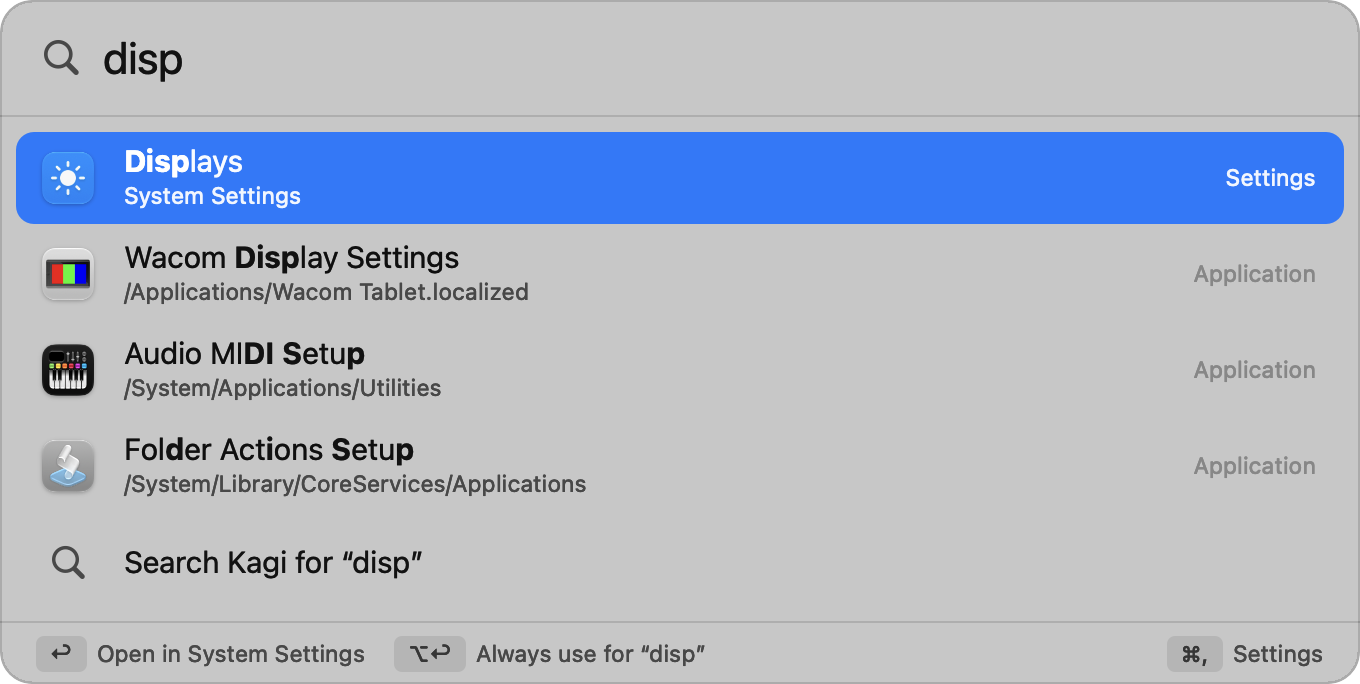 disp
Displays
System Settings
Settings
Wacom Display Settings
/Applications/Wacom Tablet.localized
Application
Audio MIDI Setup
/System/Applications/Utilities
Application
Folder Actions Setup
/System/Library/CoreServices/Applications
Application
Search Kagi for “disp”
↩ Open in System Settings ⌥↩ Always use for “disp” ⌘, Settings